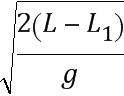 √(2(L − L₁)/g)